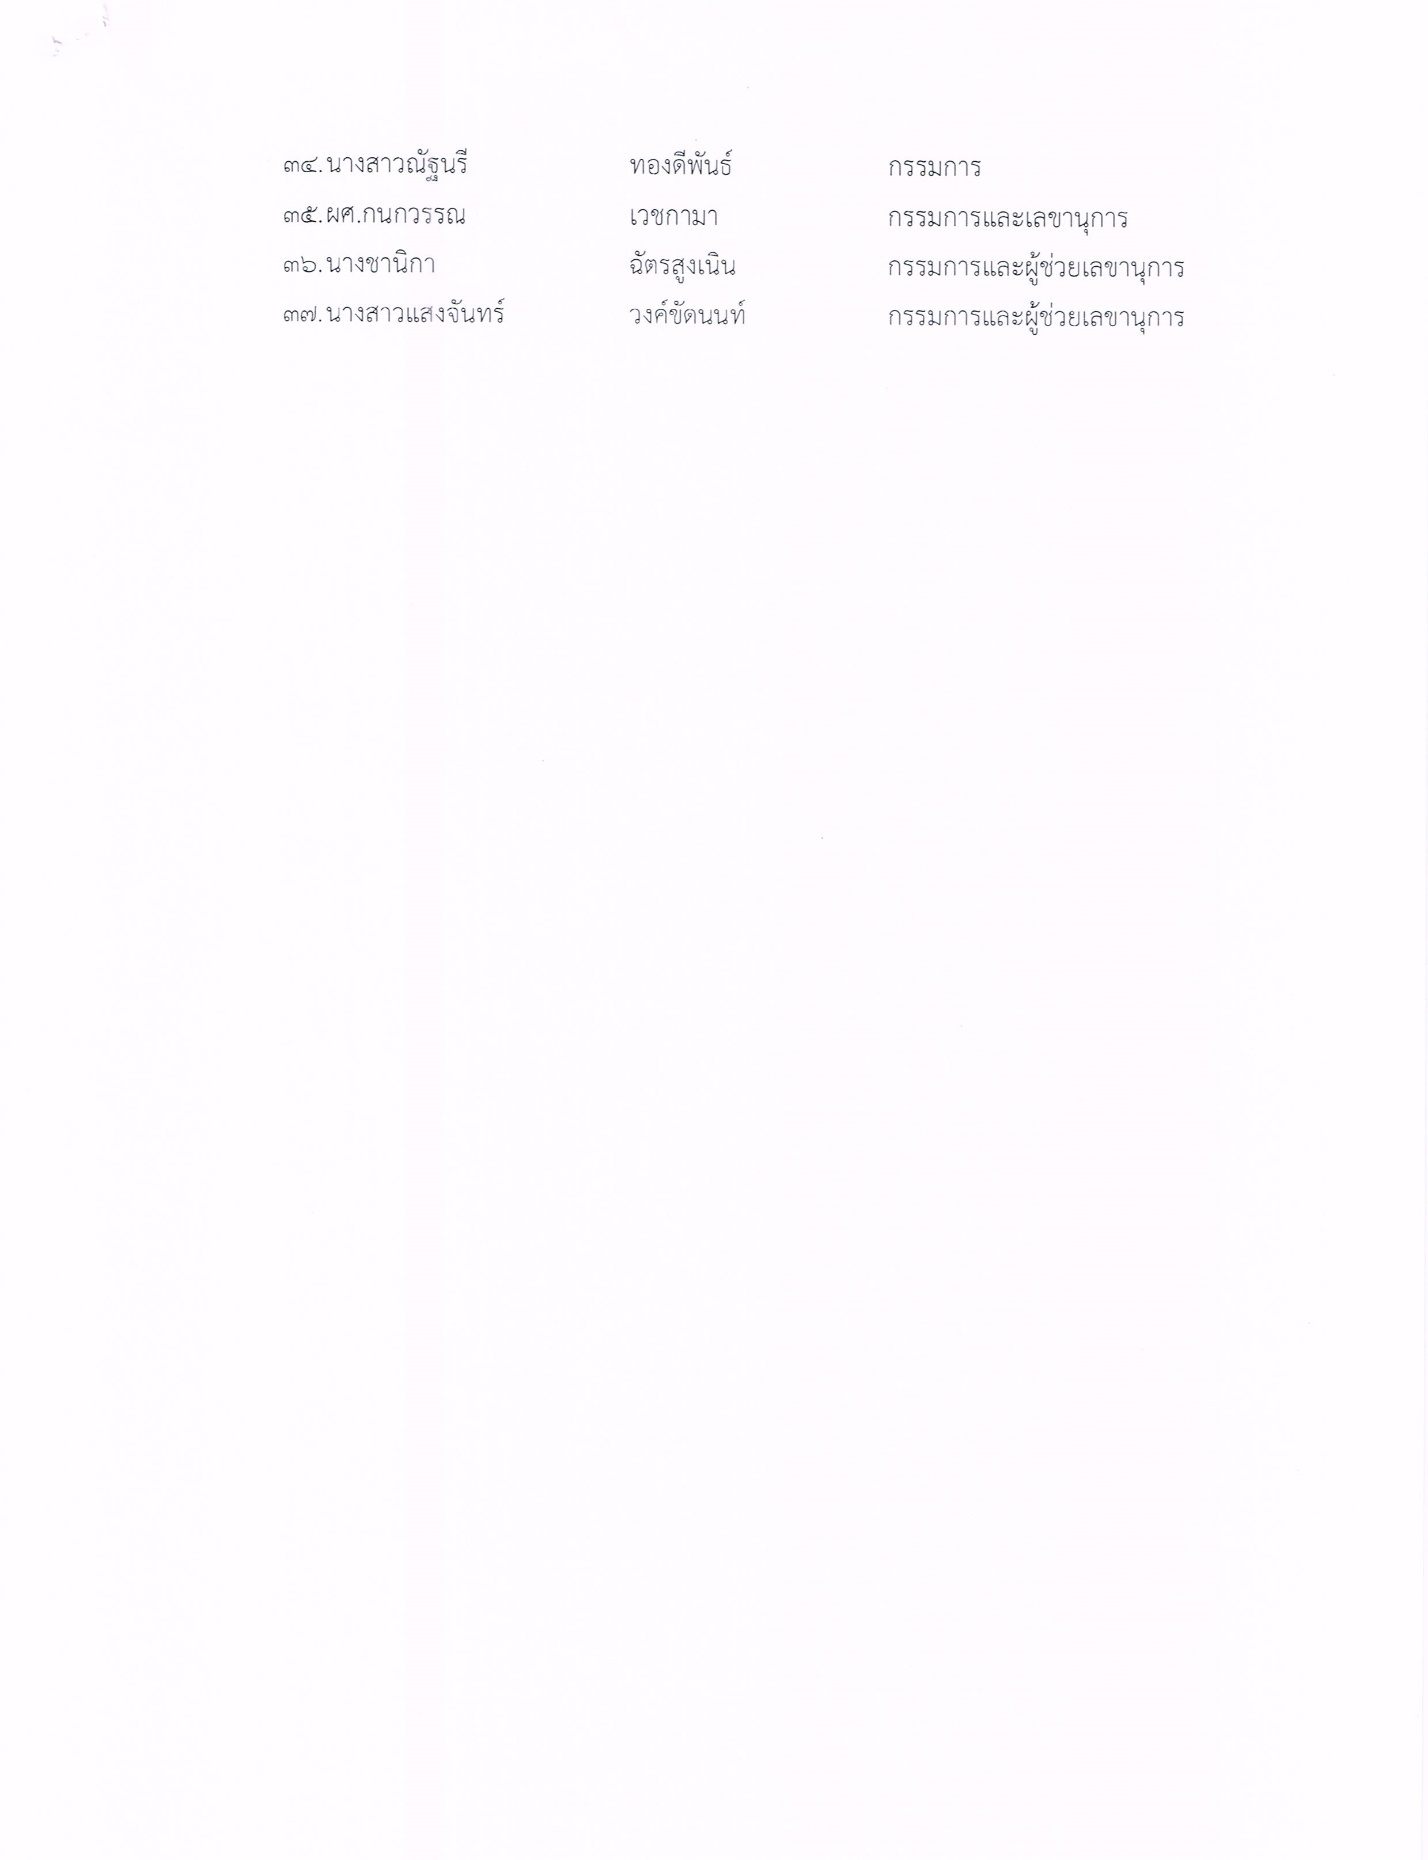 ๓๔.นางสาวณัฐนรี ทองดีพันธ์ กรรมการ
๓๕.ผศ.กนกวรรณ เวชกามา กรรมการและเลขานุการ
๓๖.นางชานิกา ฉัตรสูงเนิน กรรมการและผู้ช่วยเลขานุการ
๓๗.นางสาวแสงจันทร์ วงค์ขัดนนท์ กรรมการและผู้ช่วยเลขานุการ